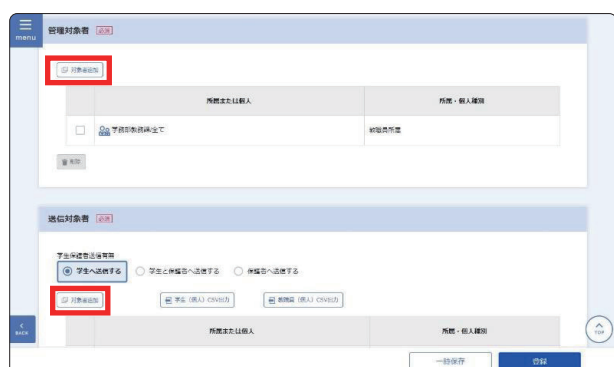 menu
管理対象者 必須
対象者追加
所属または個人 所属・個人種別
学務部教務課/全て 教職員所属
削除
送信対象者 必須
学生保護者送信有無
学生へ送信する 学生と保護者へ送信する 保護者へ送信する
対象者追加 学生（個人）CSV出力 教職員（個人）CSV出力
BACK
所属または個人 所属・個人種別
TOP
一時保存 登録